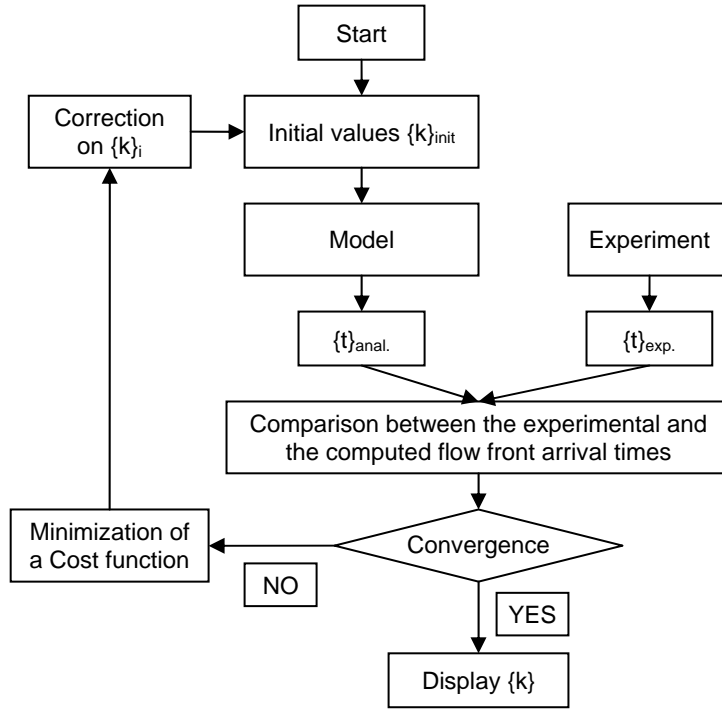 Start
Correction
on {k}i
Initial values {k}init
Model
Experiment
{t}anal.
{t}exp.
Comparison between the experimental and
the computed flow front arrival times
Minimization of
a Cost function
Convergence
NO
YES
Display {k}